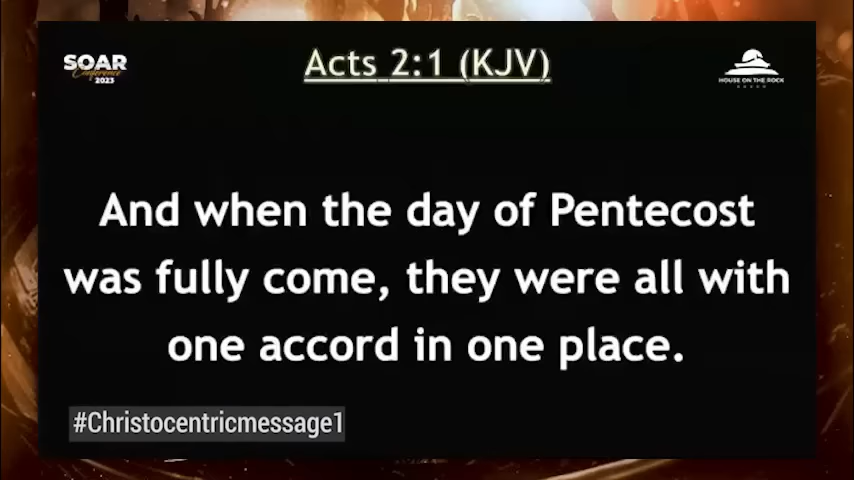 SOAR
Conference
2023
Acts 2:1 (KJV)
HOUSE ON THE ROCK
And when the day of Pentecost
was fully come, they were all with
one accord in one place.
#Christocentricmessage1